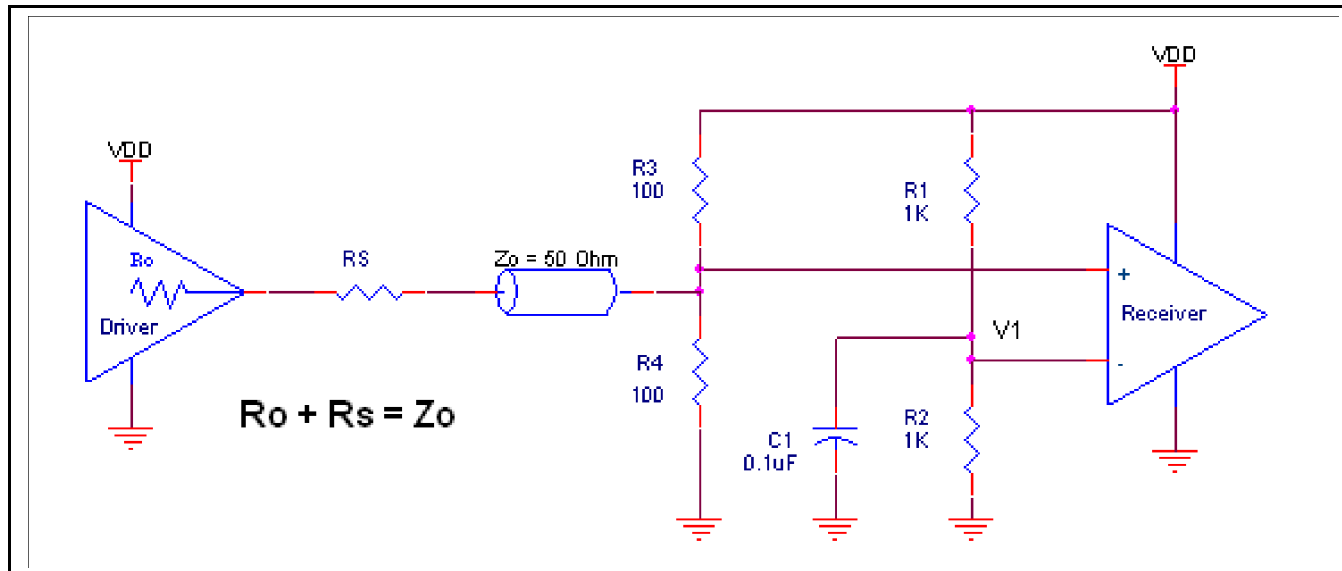 VDD
VDD
R3
100
R1
1K
Ro
RS
Zo = 50 Ohm
+
Driver
Receiver
V1
-
R4
100
Ro + Rs = Zo
R2
1K
C1
0.1uF